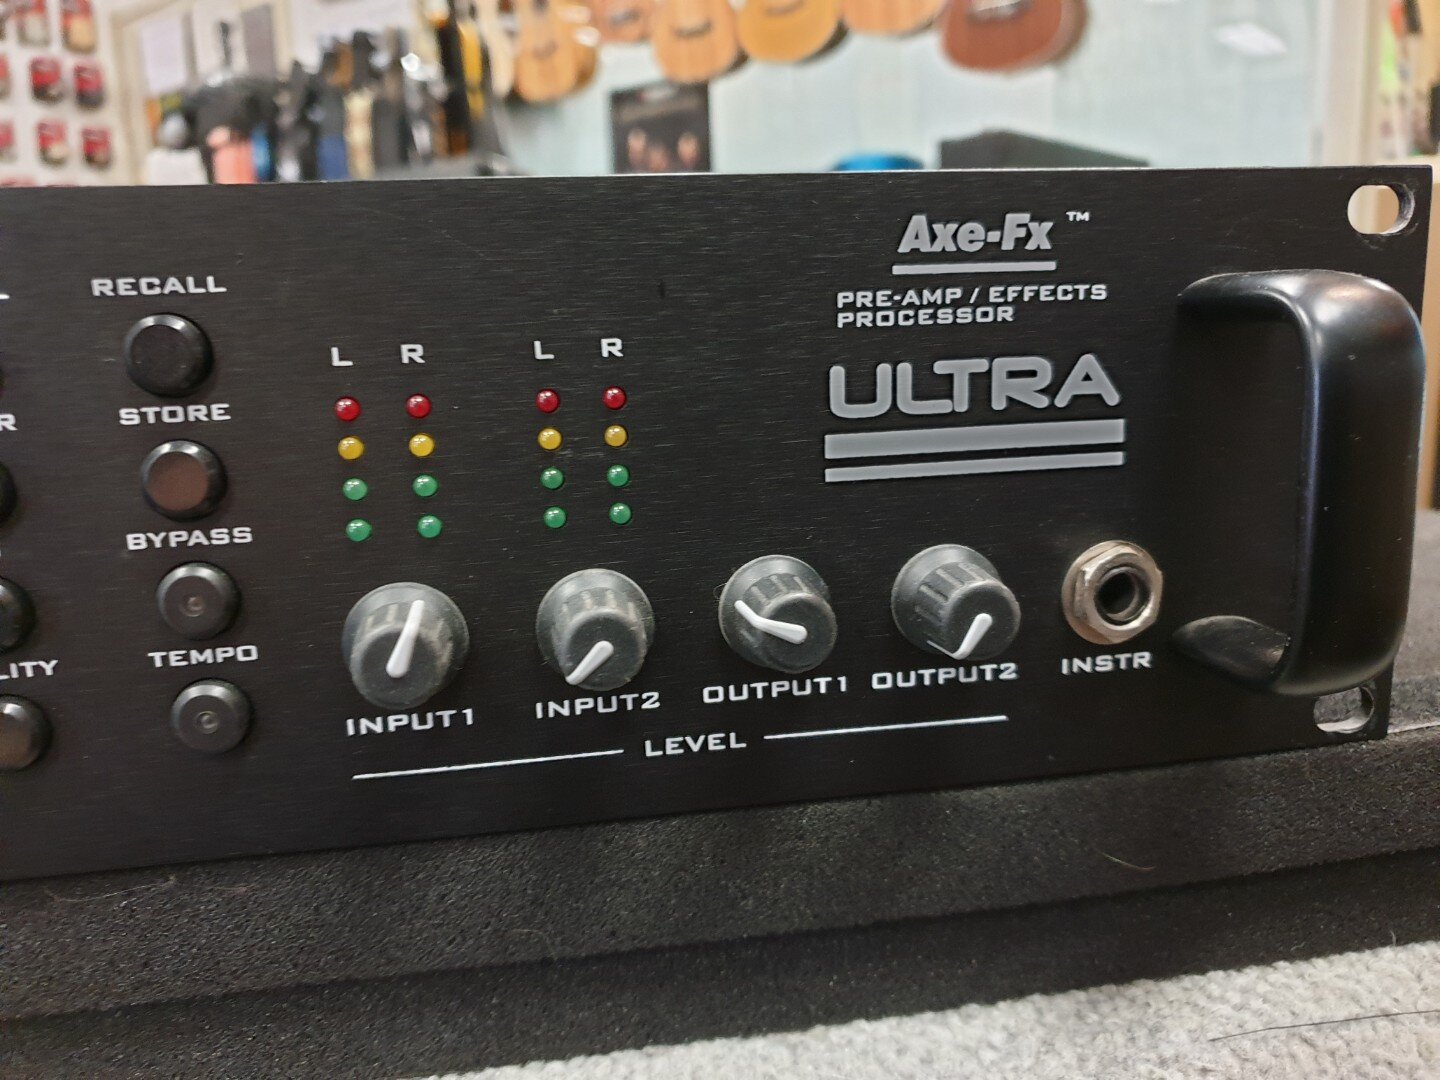 Axe-Fx ™
PRE-AMP / EFFECTS
PROCESSOR
ULTRA
RECALL
STORE
BYPASS
TEMPO
L R L R
INPUT1 INPUT2 OUTPUT1 OUTPUT2 INSTR
LEVEL